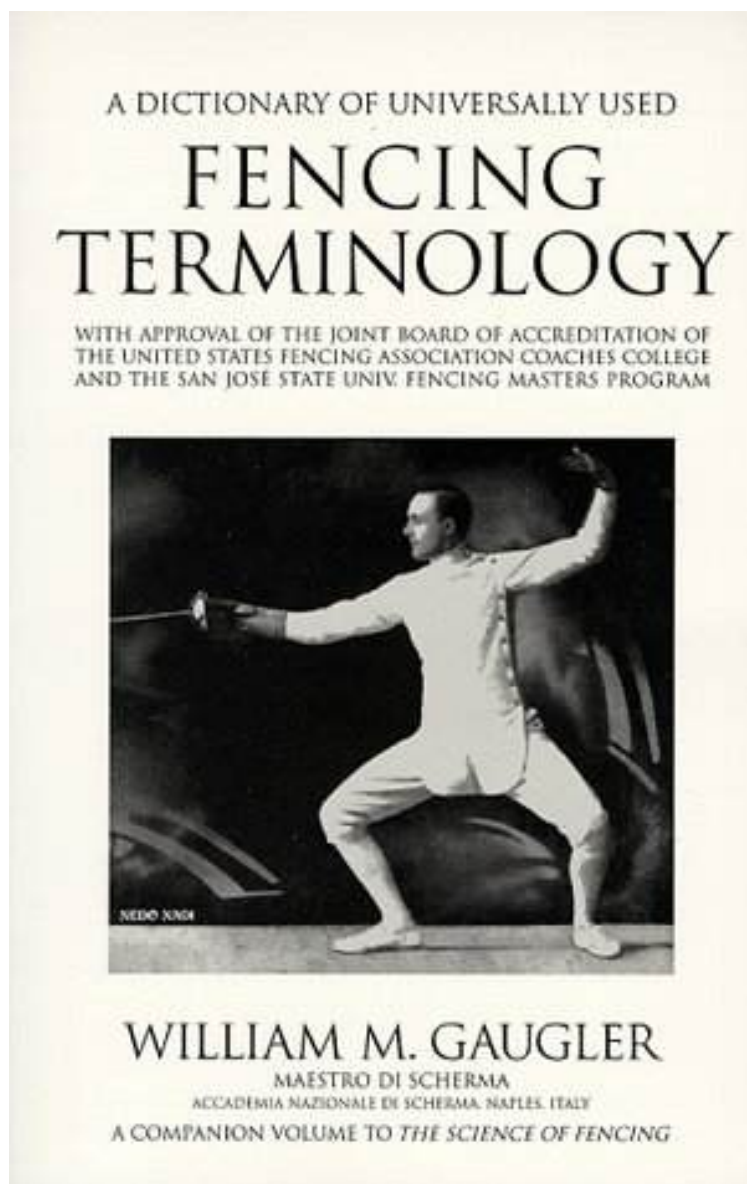 A DICTIONARY OF UNIVERSALLY USED
FENCING
TERMINOLOGY
WITH APPROVAL OF THE JOINT BOARD OF ACCREDITATION OF
THE UNITED STATES FENCING ASSOCIATION COACHES COLLEGE
AND THE SAN JOSÉ STATE UNIV. FENCING MASTERS PROGRAM
NEDO NADI
WILLIAM M. GAUGLER
MAESTRO DI SCHERMA
ACCADEMIA NAZIONALE DI SCHERMA, NAPLES, ITALY
A COMPANION VOLUME TO THE SCIENCE OF FENCING